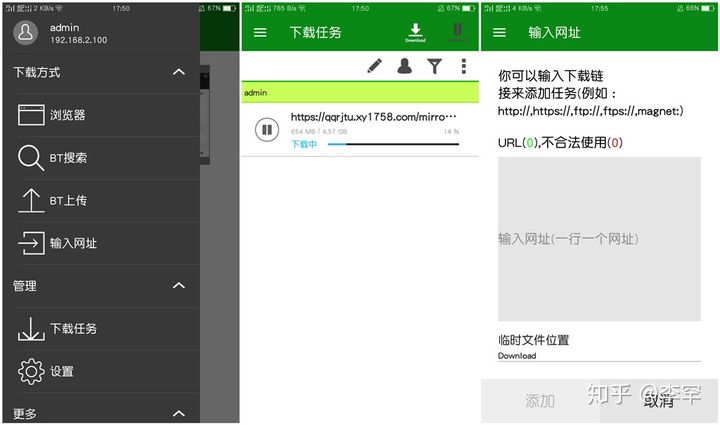 17:50
67%
admin
192.168.2.100
下载方式
浏览器
BT搜索
BT上传
输入网址
管理
下载任务
设置
更多
765 B/s
17:50
67%
下载任务
Download
admin
https://qqrjtu.xy1758.com/mirro···
654 MB / 4.57 GB
14 %
下载中
4 KB/s
17:55
66%
输入网址
你可以输入下载链
接来添加任务(例如：
http://,https://,ftp://,ftps://,magnet:)
URL(0),不合法使用(0)
输入网址(一行一个网址)
临时文件位置
Download
添加
取消
知乎 @李罕